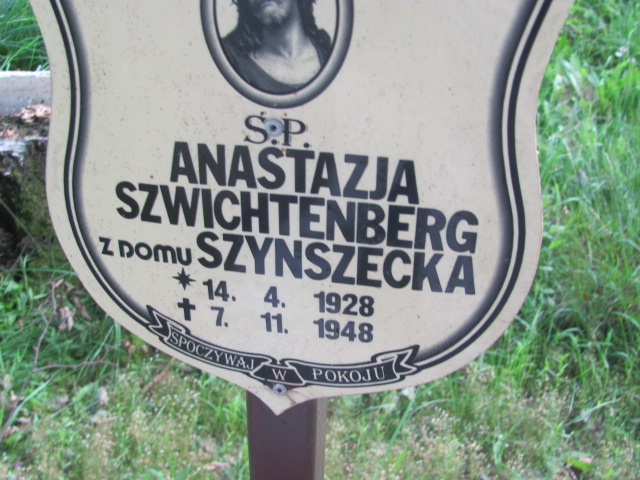 Ś.P.
ANASTAZJA
SZWICHTENBERG
Z DOMU SZYNSZECKA
14. 4. 1928
7. 11. 1948
SPOCZYWAJ W POKOJU